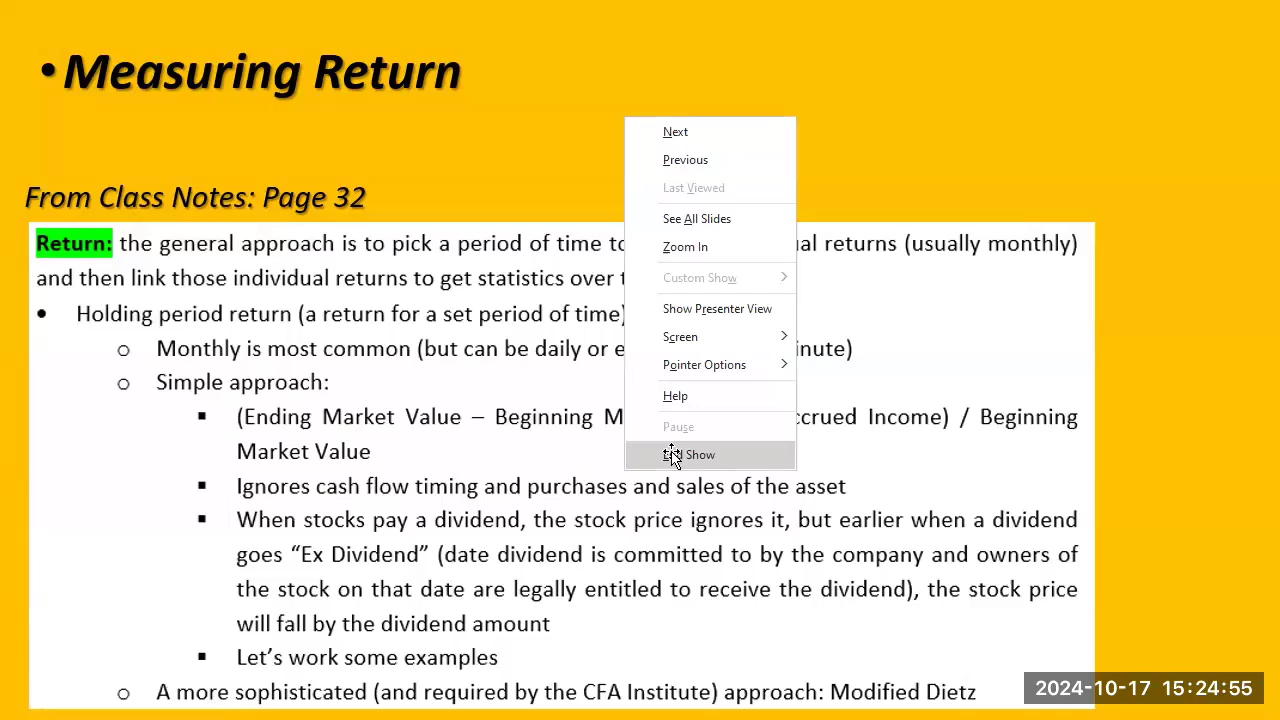 • Measuring Return
From Class Notes: Page 32
Return: the general approach is to pick a period of time to ual returns (usually monthly)
and then link those individual returns to get statistics over
• Holding period return (a return for a set period of time)
o Monthly is most common (but can be daily or
o Simple approach:
▪ (Ending Market Value – Beginning Income) / Beginning
Market Value
▪ Ignores cash flow timing and purchases and sales of the asset
▪ When stocks pay a dividend, the stock price ignores it, but earlier when a dividend
goes “Ex Dividend” (date dividend is committed to by the company and owners of
the stock on that date are legally entitled to receive the dividend), the stock price
will fall by the dividend amount
▪ Let’s work some examples
o A more sophisticated (and required by the CFA Institute) approach: Modified Dietz
Next
Previous
Last Viewed
See All Slides
Zoom In
Custom Show
Show Presenter View
Screen
Pointer Options
Help
Pause
End Show
2024-10-17 15:24:55